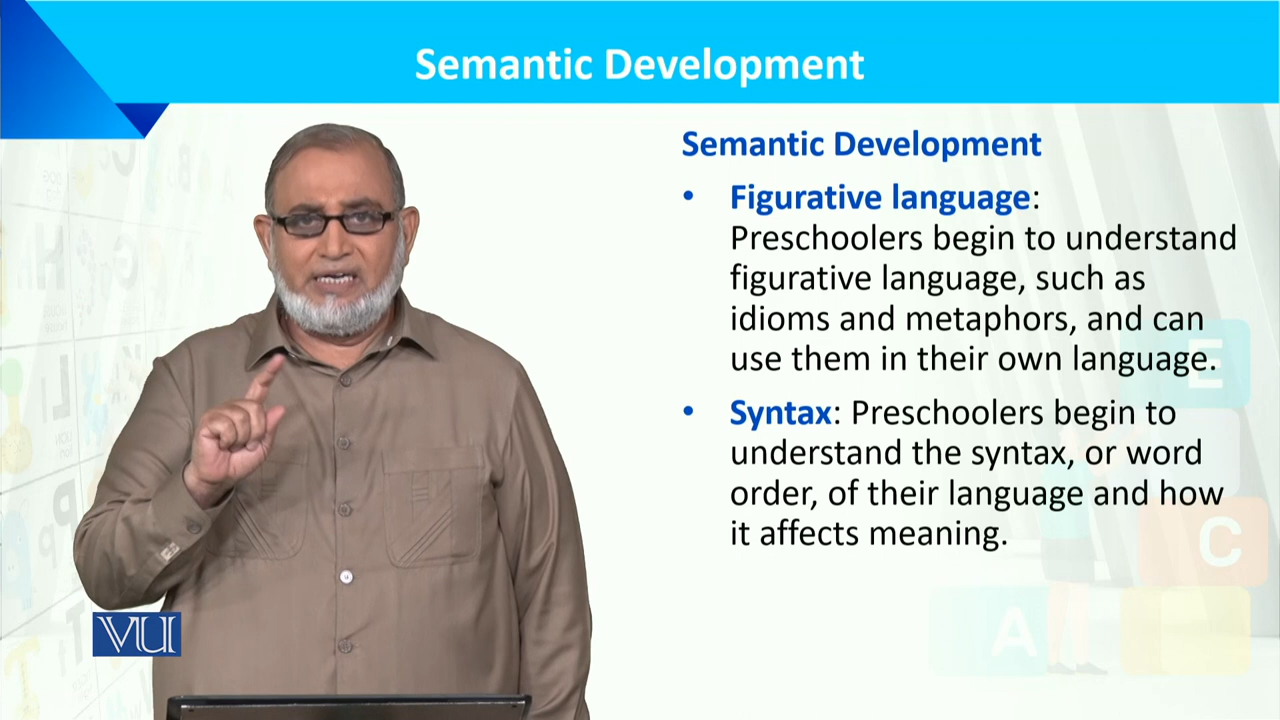 Semantic Development
Semantic Development
• Figurative language:
Preschoolers begin to understand
figurative language, such as
idioms and metaphors, and can
use them in their own language.
• Syntax: Preschoolers begin to
understand the syntax, or word
order, of their language and how
it affects meaning.
VU
E
C
A